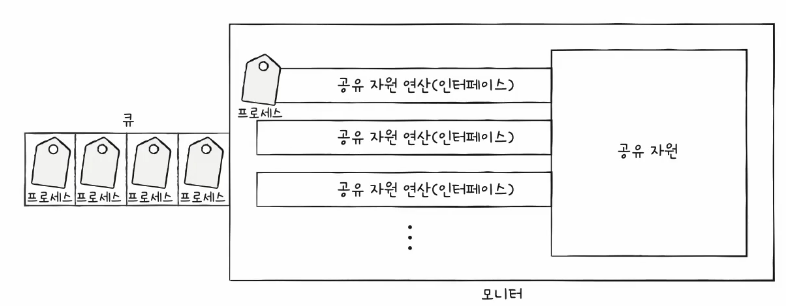 공유 자원 연산(인터페이스)
프로세스
큐
공유 자원 연산(인터페이스)
공유 자원
프로세스 프로세스 프로세스 프로세스
공유 자원 연산(인터페이스)
모니터